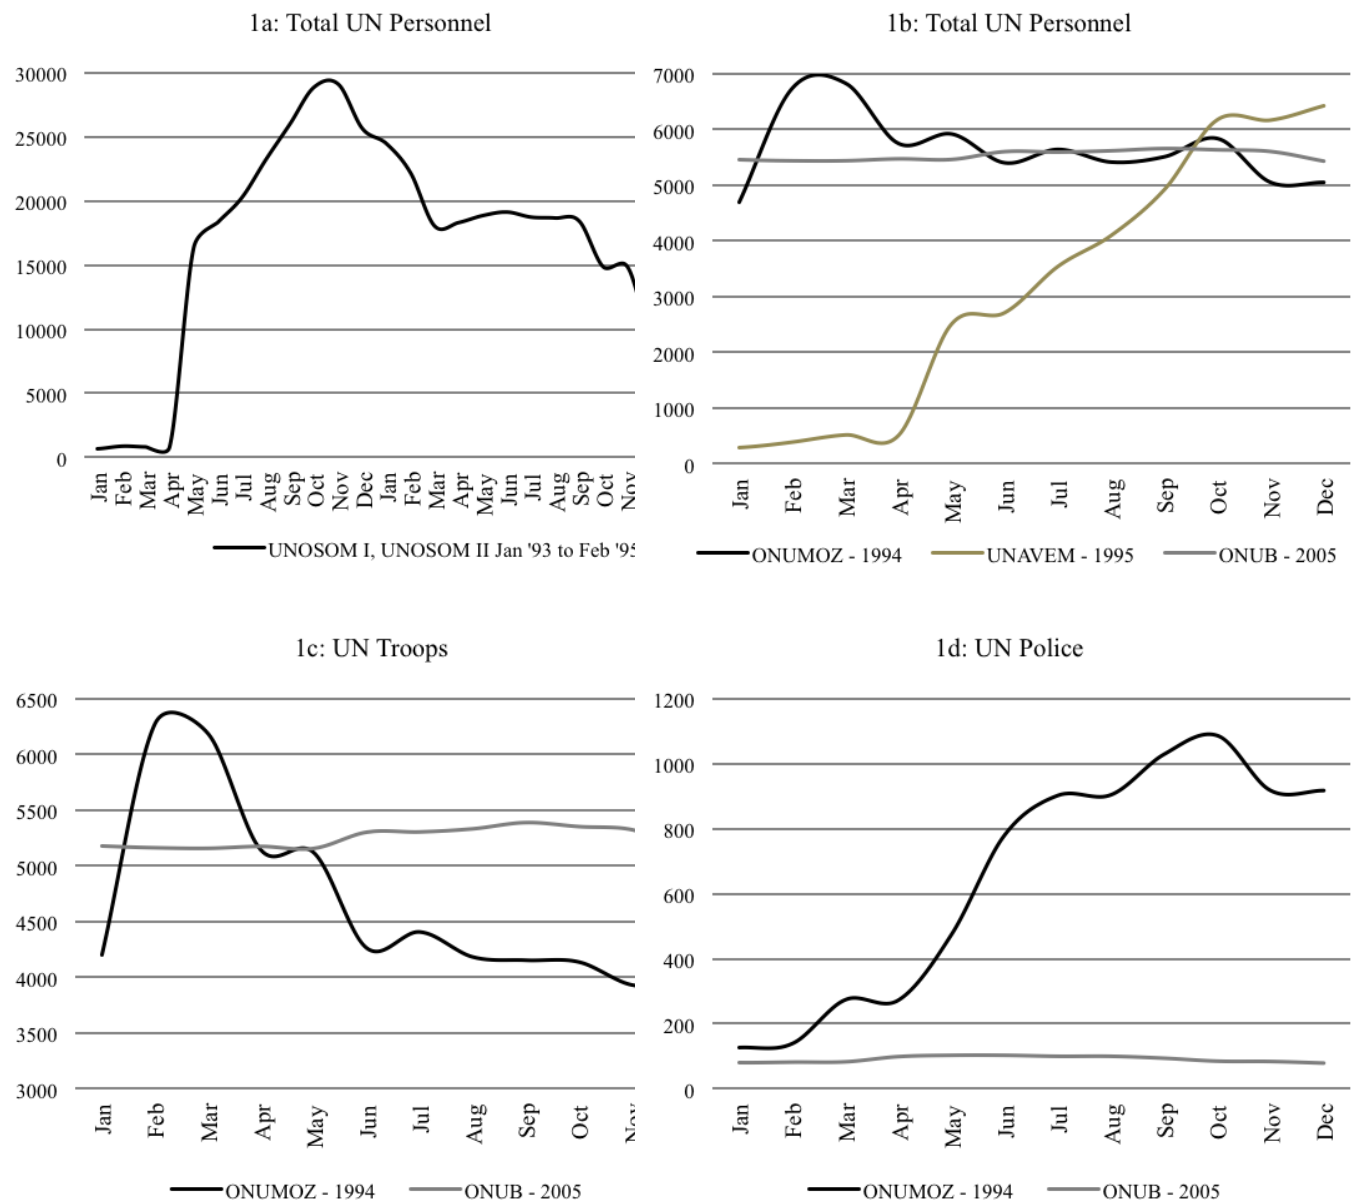 1a: Total UN Personnel
30000
25000
20000
15000
10000
5000
0
Jan Feb Mar Apr May Jun Jul Aug Sep Oct Nov Dec Jan Feb Mar Apr May Jun Jul Aug Sep Oct Nov
UNOSOM I, UNOSOM II Jan '93 to Feb '95
1b: Total UN Personnel
7000
6000
5000
4000
3000
2000
1000
0
Jan Feb Mar Apr May Jun Jul Aug Sep Oct Nov Dec
ONUMOZ - 1994 UNAVEM - 1995 ONUB - 2005
1c: UN Troops
6500
6000
5500
5000
4500
4000
3500
3000
Jan Feb Mar Apr May Jun Jul Aug Sep Oct Nov
ONUMOZ - 1994 ONUB - 2005
1d: UN Police
1200
1000
800
600
400
200
0
Jan Feb Mar Apr May Jun Jul Aug Sep Oct Nov Dec
ONUMOZ - 1994 ONUB - 2005